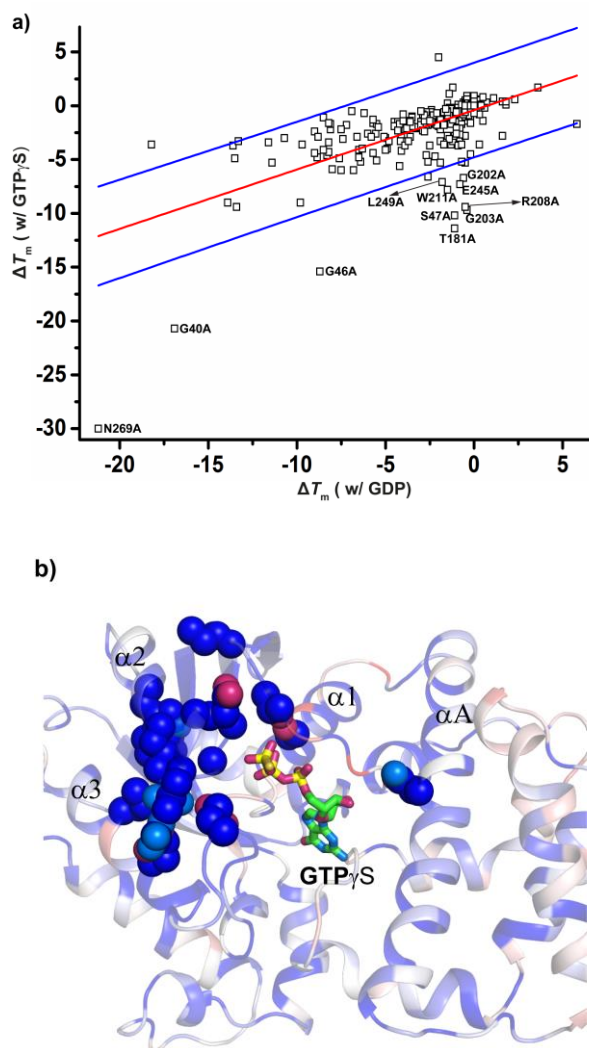 a)
ΔTm ( w/ GTPγS)
5
0
-5
-10
-15
-20
-25
-30
G202A
E245A
L249A
W211A
R208A
S47A
G203A
T181A
G46A
G40A
N269A
-20 -15 -10 -5 0 5
ΔTm ( w/ GDP)
b)
α2
α1
αA
α3
GTPγS